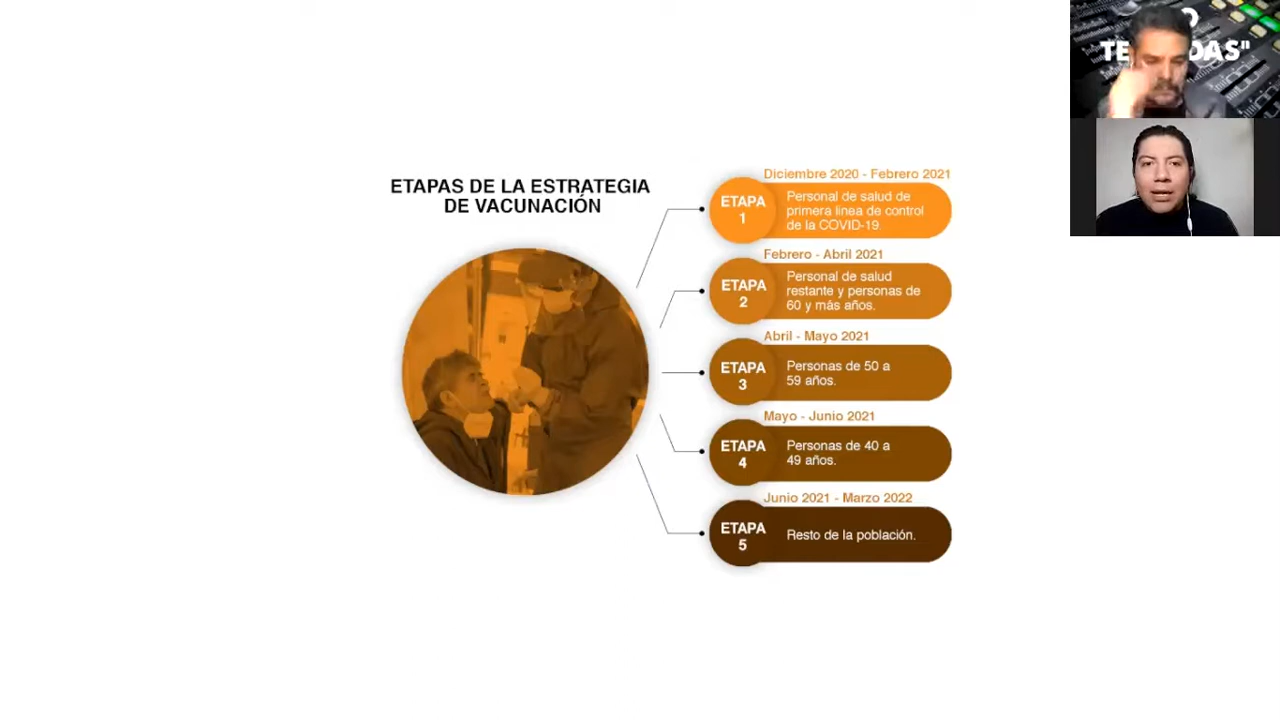 ETAPAS DE LA ESTRATEGIA
DE VACUNACIÓN
Diciembre 2020 - Febrero 2021
ETAPA
1
Personal de salud de
primera línea de control
de la COVID-19.
Febrero - Abril 2021
ETAPA
2
Personal de salud
restante y personas de
60 y más años.
Abril - Mayo 2021
ETAPA
3
Personas de 50 a
59 años.
Mayo - Junio 2021
ETAPA
4
Personas de 40 a
49 años.
Junio 2021 - Marzo 2022
ETAPA
5
Resto de la población.